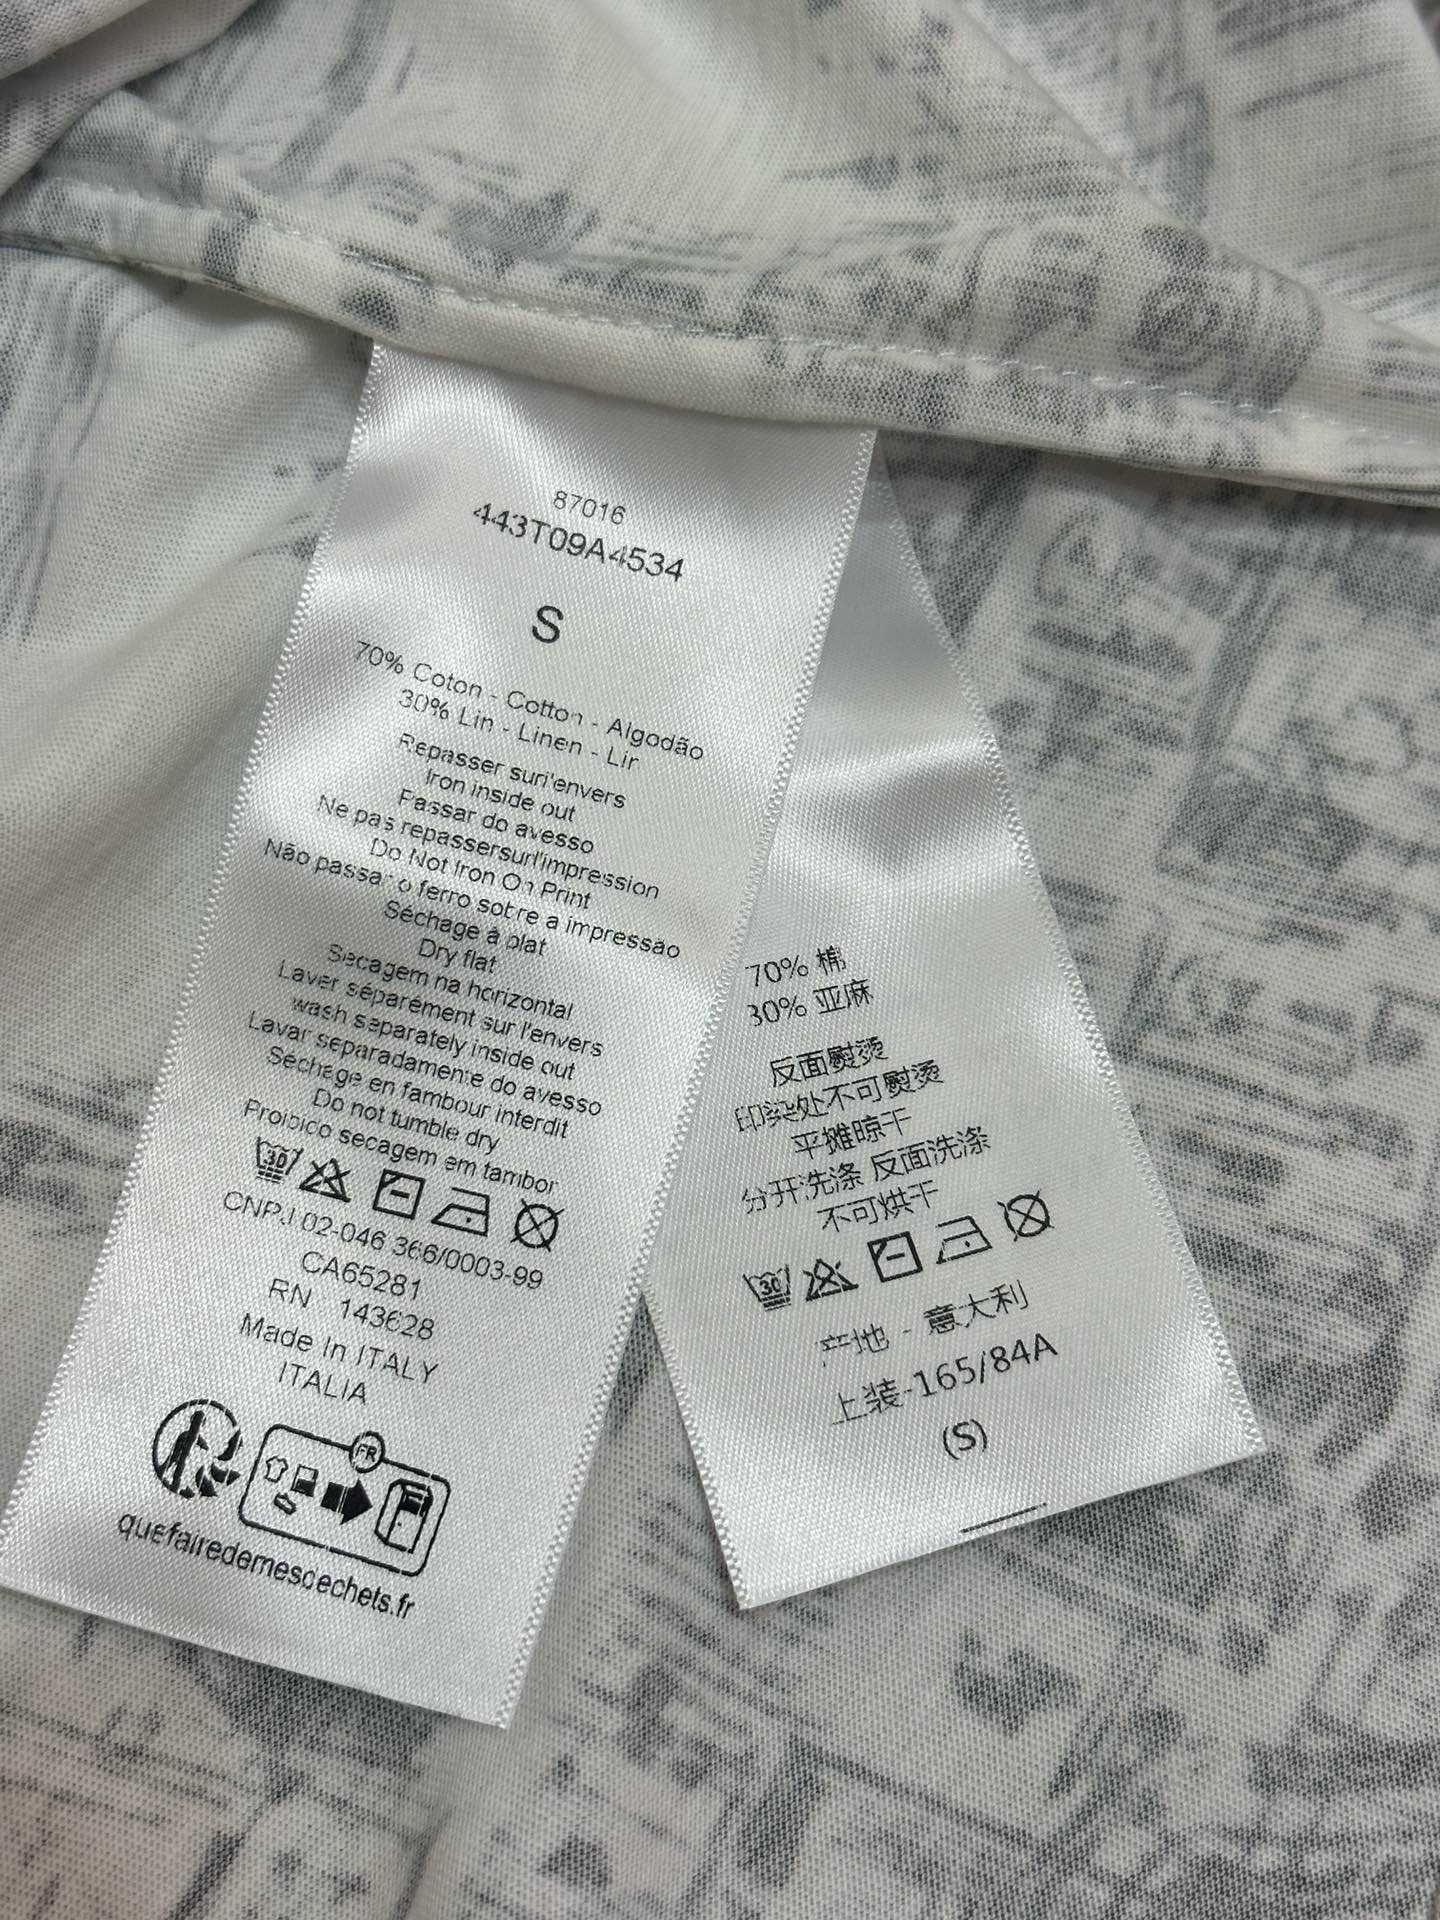 87016
443T09A4534
S
70% Coton - Cotton - Algodão
30% Lin - Linen - Lir
Repasser surl'envers
Iron inside out
Passar do avesso
Ne pas repassersurl'impression
Do Not Iron On Print
Não passar o ferro sobre a impressão
Séchage à plat
Dry flat
Secagem na horizontal
Laver séparément sur l'envers
wash separately inside out
Lavar separadamente do avesso
Séchage en fambour interdit
Do not tumble dry
Proibico secagem em tambor
30
CNPJ 02-046 366/0003-99
CA65281
RN 143628
Made In ITALY
ITALIA
FR
quefairedemesdechets.fr
70% 棉
30% 亚麻
反面熨烫
印染处不可熨烫
平摊晾干
分开洗涤 反面洗涤
不可烘干
30
产地 - 意大利
上装-165/84A
(S)